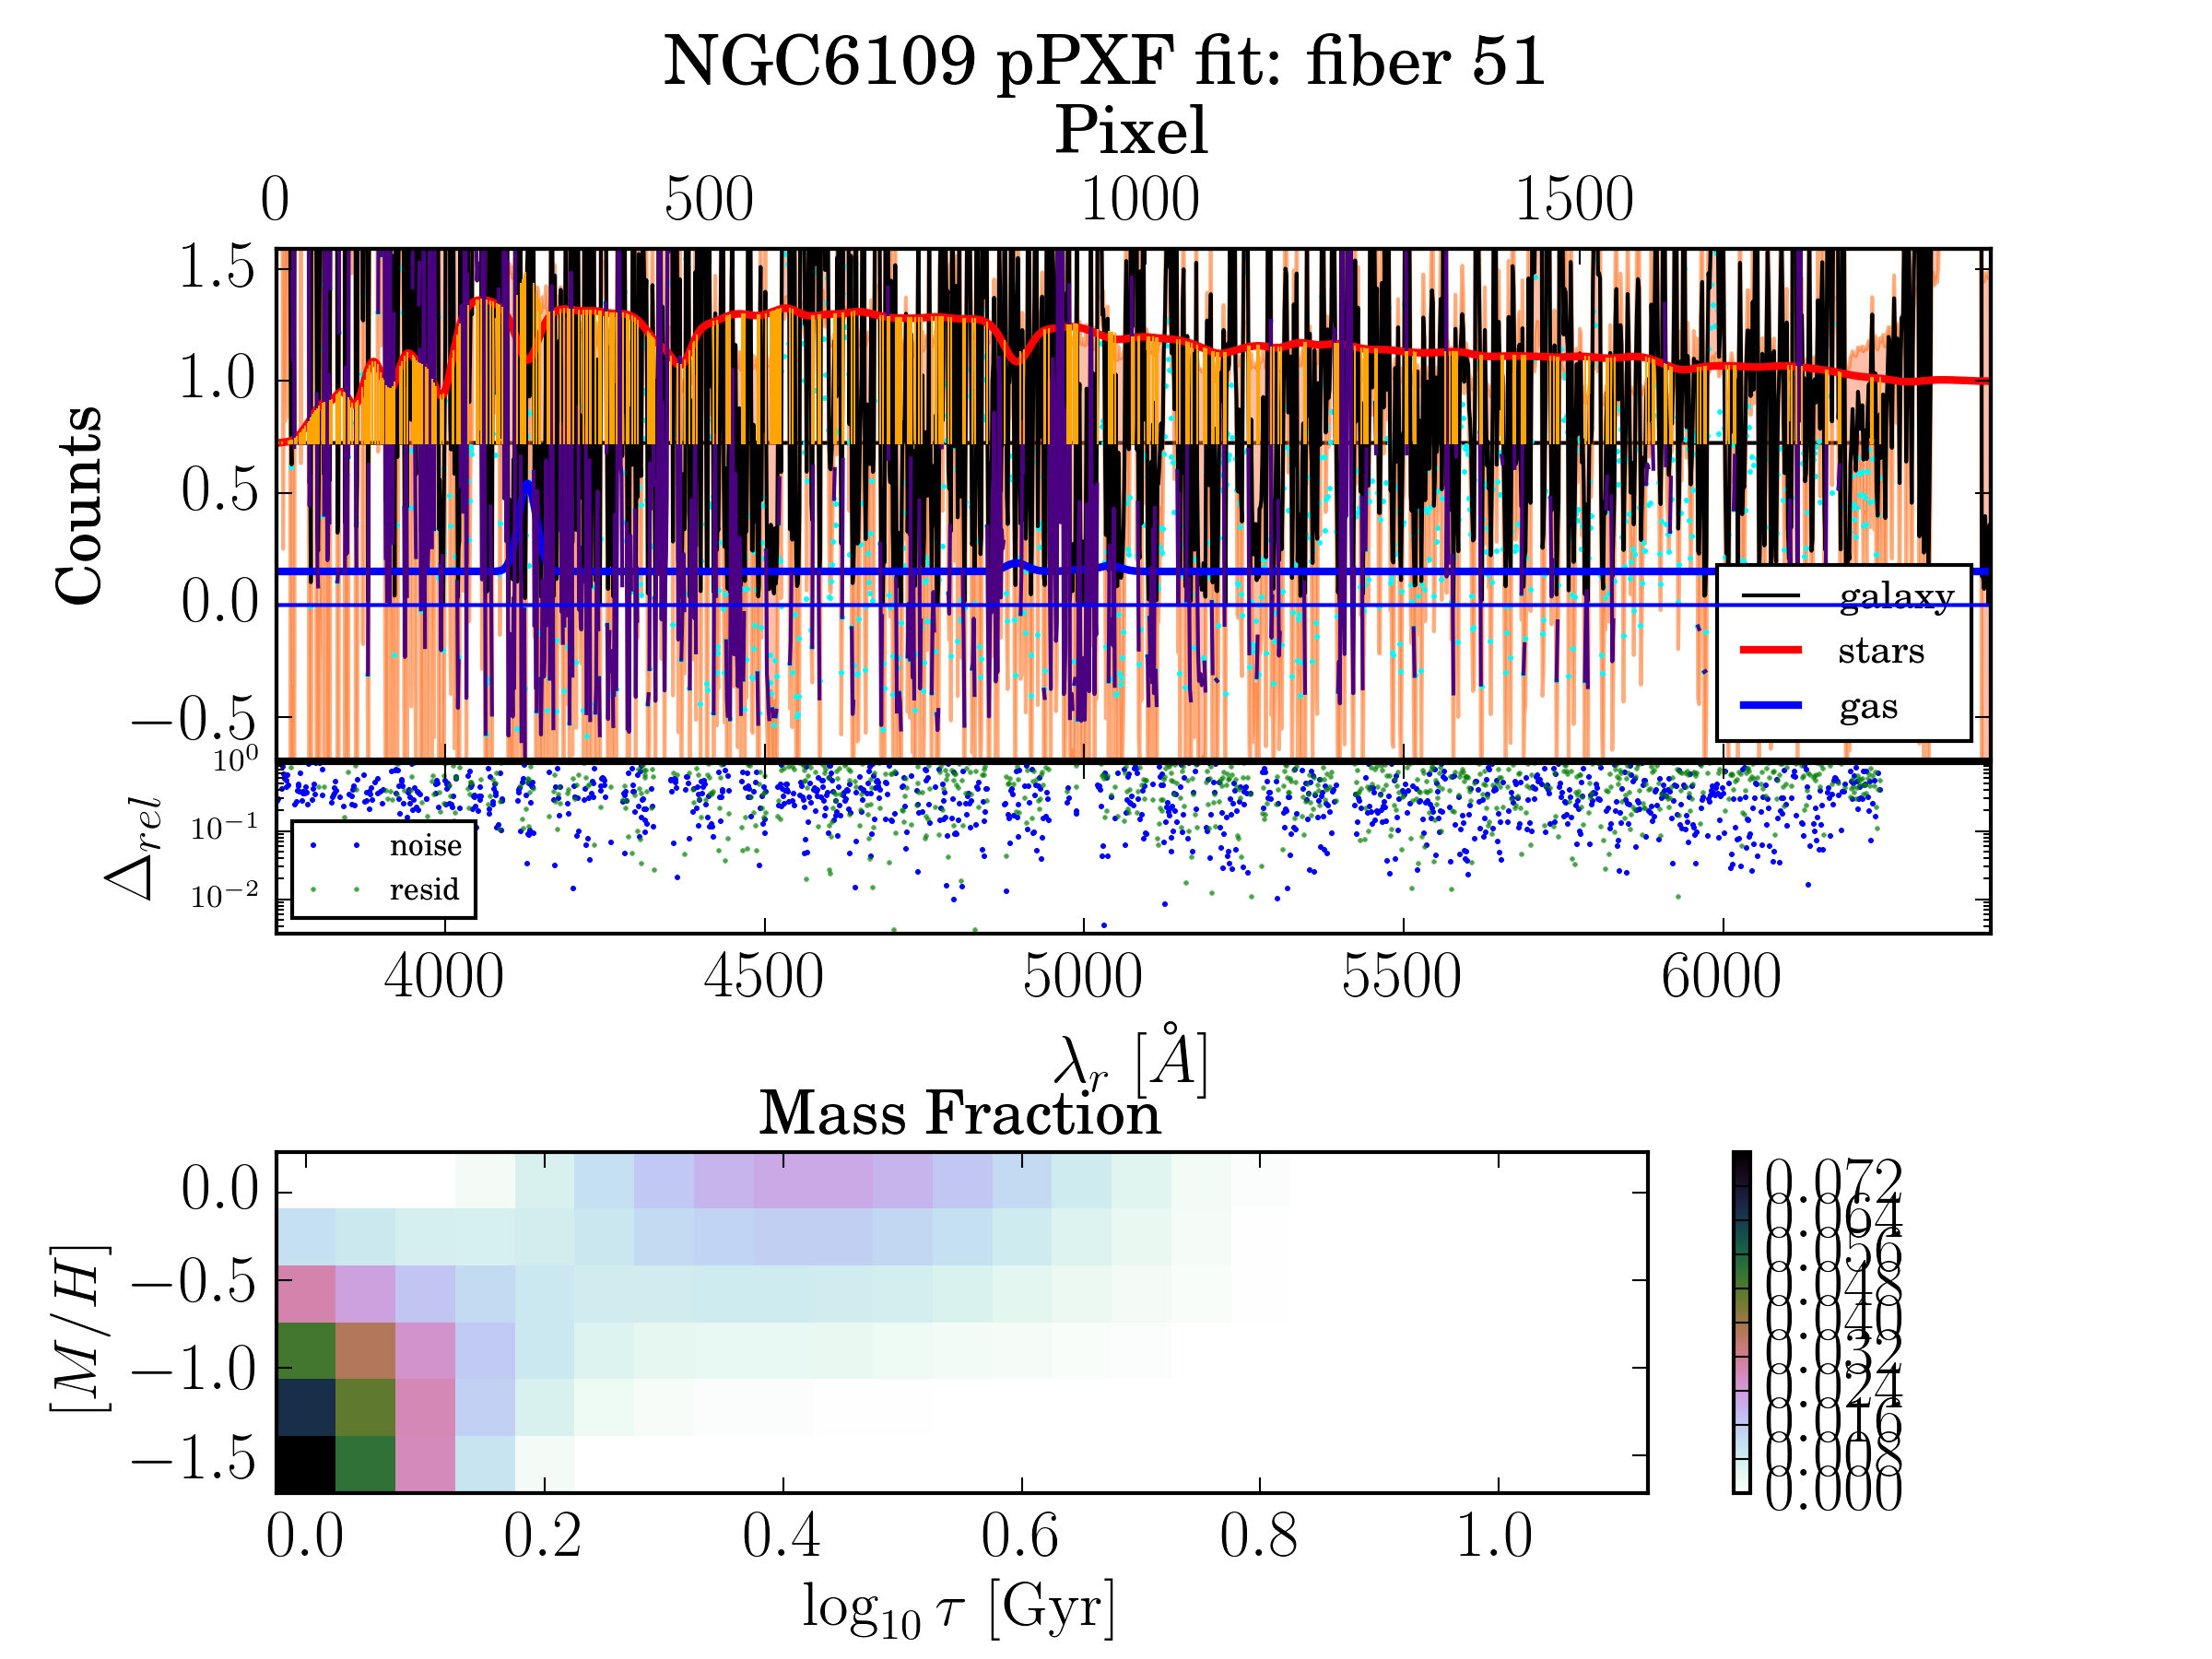 NGC6109 pPXF fit: fiber 51
Pixel
0 500 1000 1500
Counts
1.5
1.0
0.5
0.0
−0.5
galaxy
stars
gas
Δrel
10⁰
10⁻¹
10⁻²
noise
resid
4000 4500 5000 5500 6000
λr [Å]
Mass Fraction
[M/H]
0.0
−0.5
−1.0
−1.5
0.0 0.2 0.4 0.6 0.8 1.0
log₁₀ τ [Gyr]
0.072
0.064
0.056
0.048
0.040
0.032
0.024
0.016
0.008
0.000